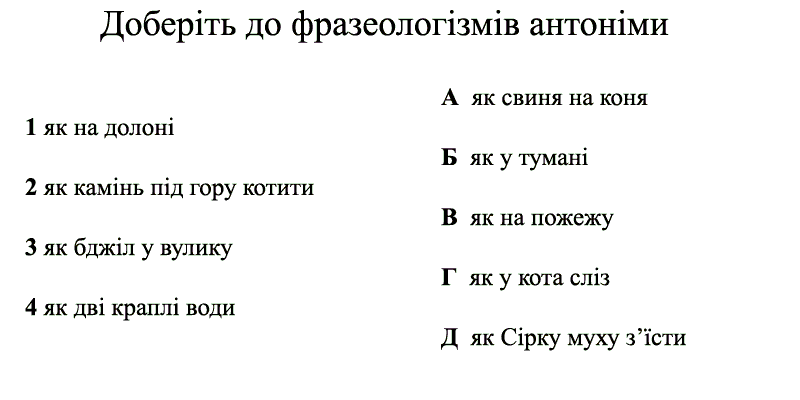 Доберіть до фразеологізмів антоніми
1 як на долоні
2 як камінь під гору котити
3 як бджіл у вулику
4 як дві краплі води
А як свиня на коня
Б як у тумані
В як на пожежу
Г як у кота сліз
Д як Сірку муху з’їсти